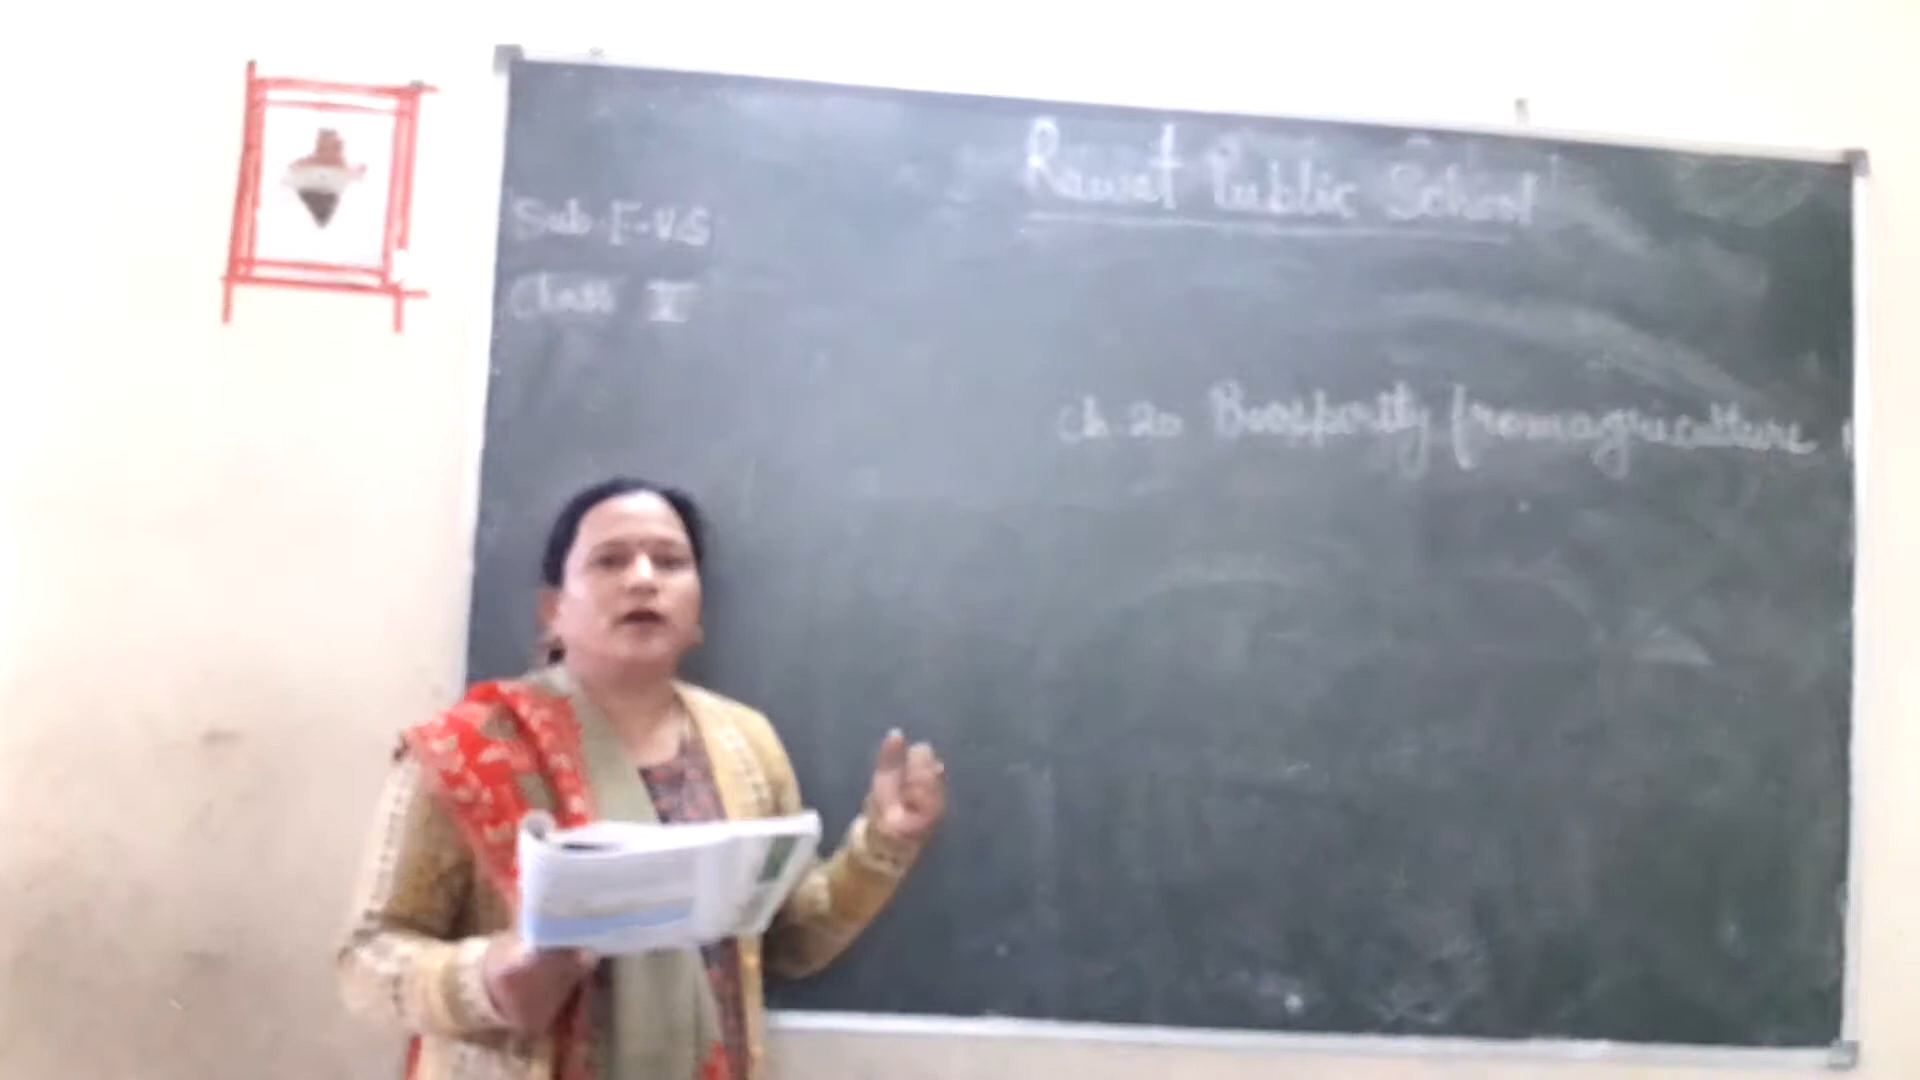 Rawat Public School
Sub. E.V.S
Class V
Ch. 20 Prosperity from agriculture